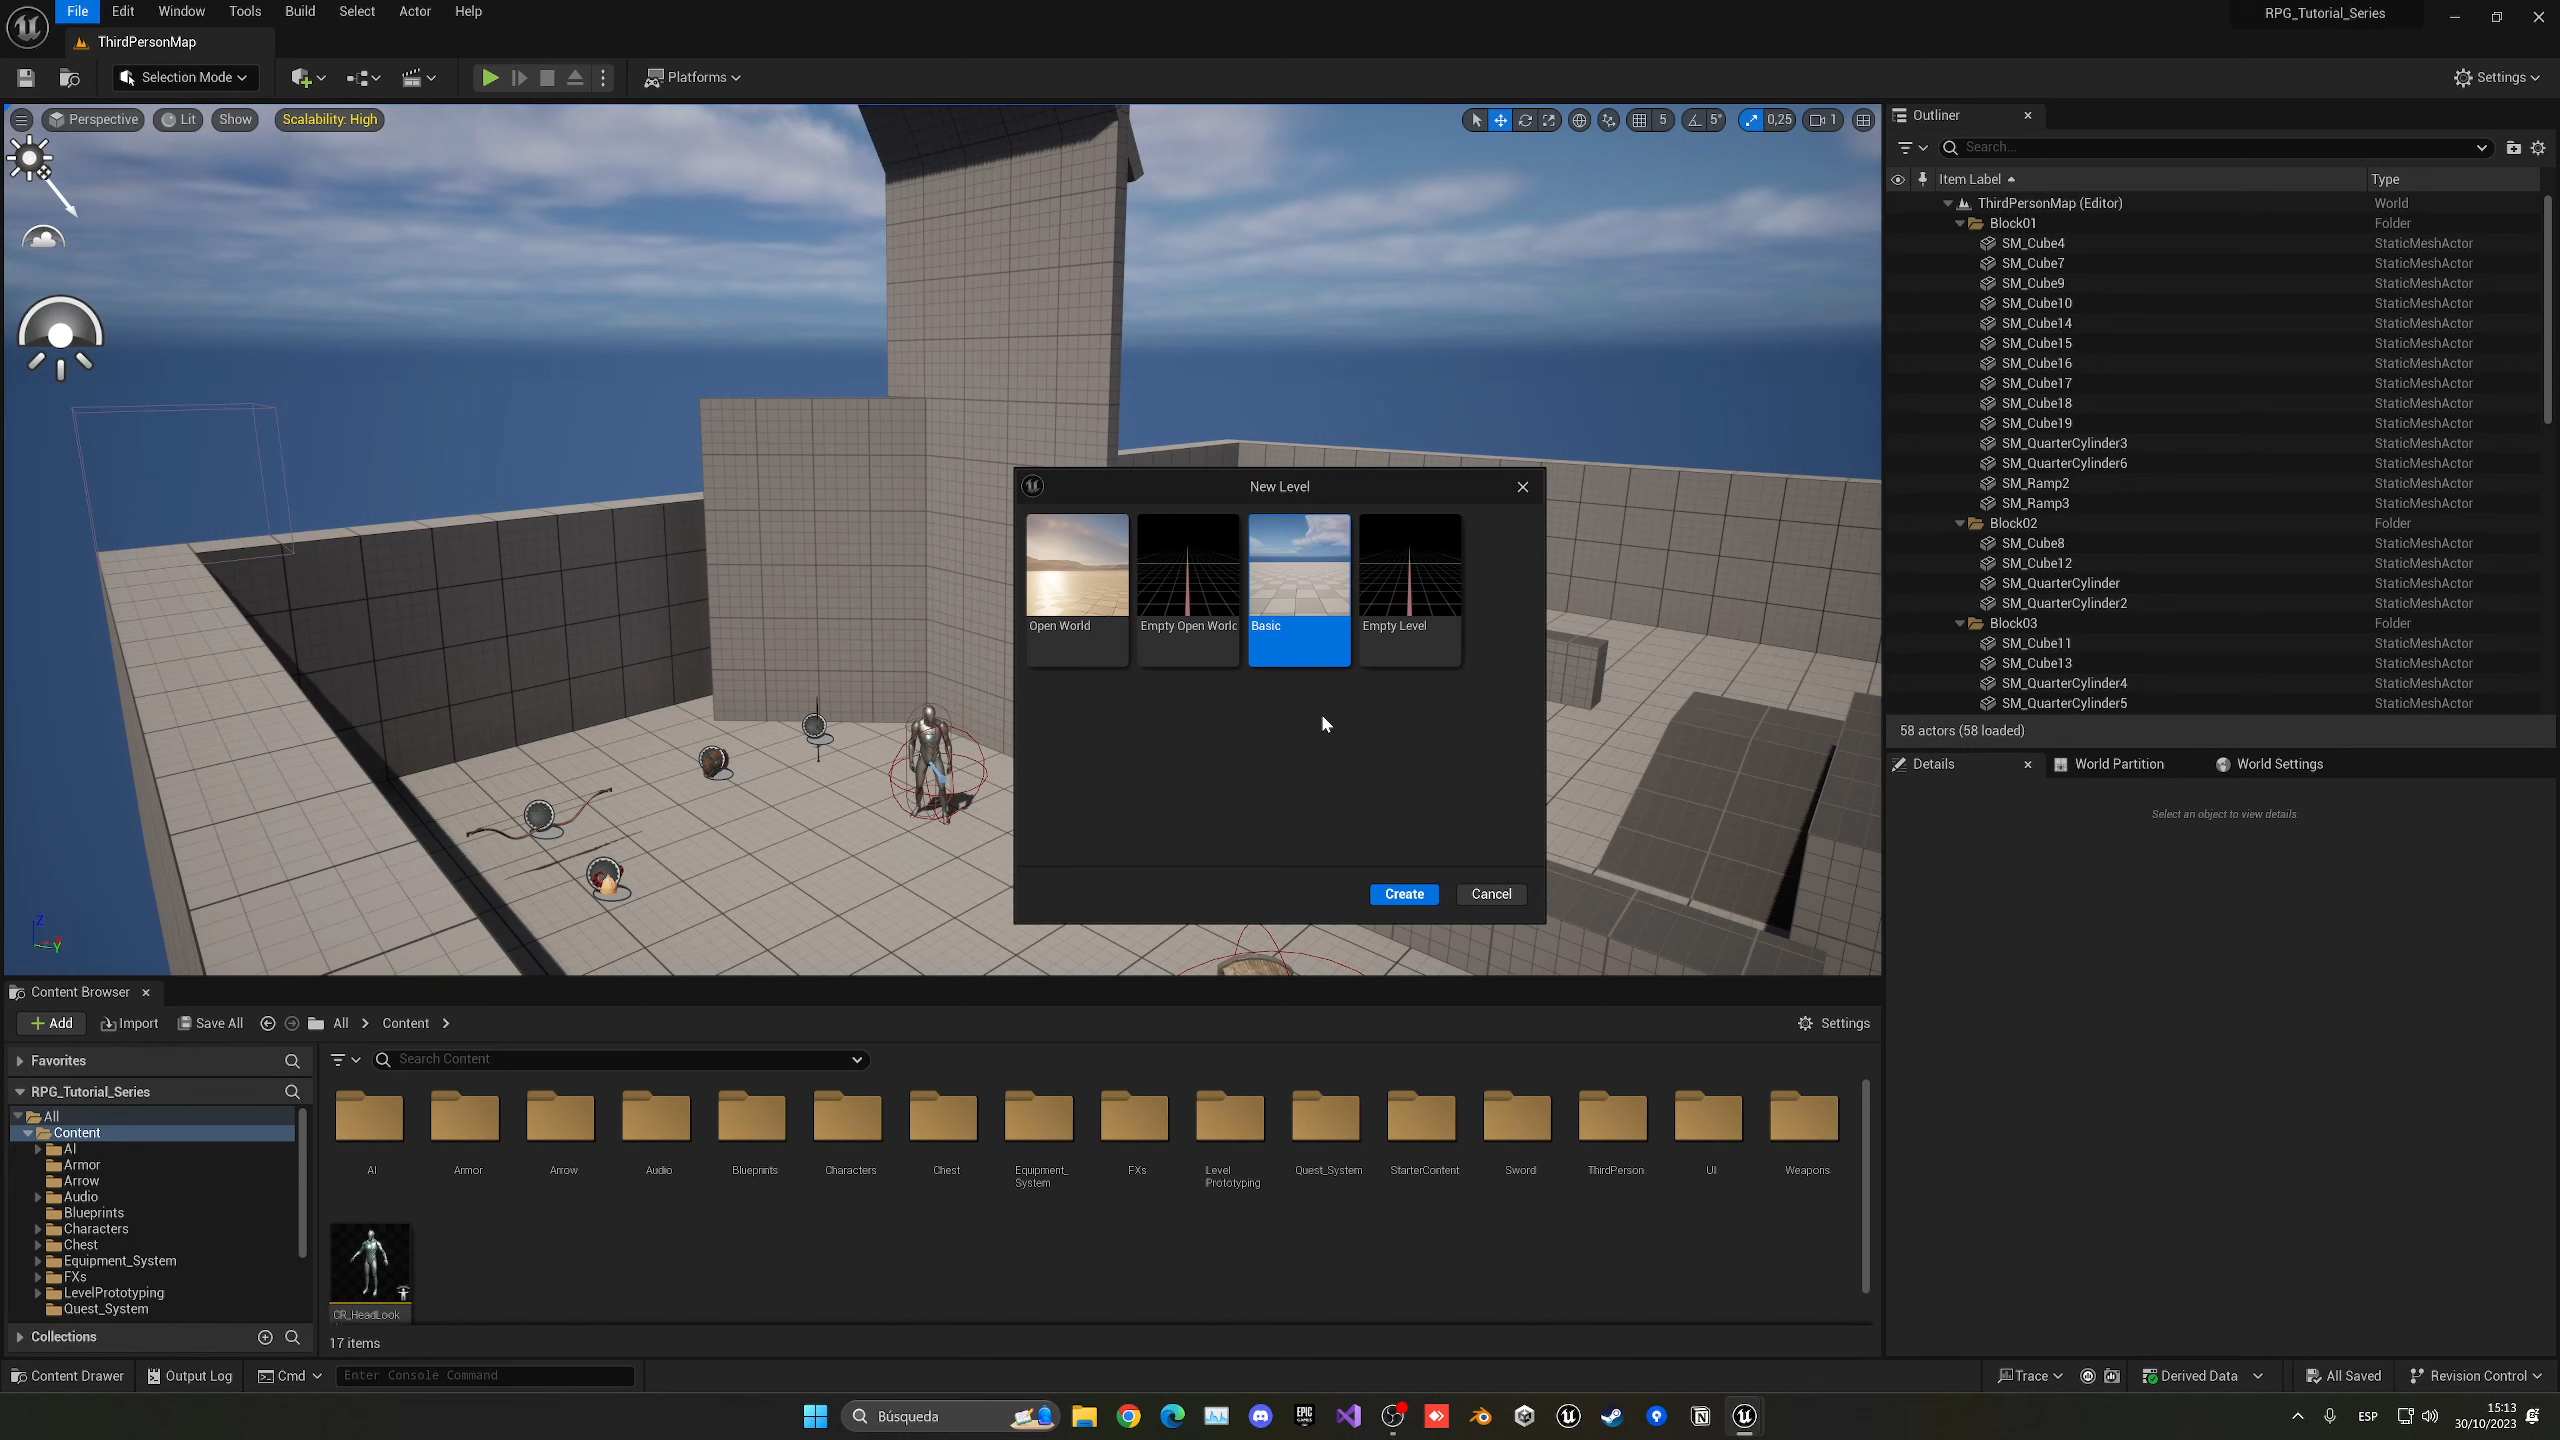 File Edit Window Tools Build Select Actor Help
RPG_Tutorial_Series
ThirdPersonMap
Selection Mode
Platforms
Settings
Perspective Lit Show Scalability: High
5 5° 0,25 1
Outliner
Search...
Item Label Type
ThirdPersonMap (Editor) World
Block01 Folder
SM_Cube4 StaticMeshActor
SM_Cube7 StaticMeshActor
SM_Cube9 StaticMeshActor
SM_Cube10 StaticMeshActor
SM_Cube14 StaticMeshActor
SM_Cube15 StaticMeshActor
SM_Cube16 StaticMeshActor
SM_Cube17 StaticMeshActor
SM_Cube18 StaticMeshActor
SM_Cube19 StaticMeshActor
SM_QuarterCylinder3 StaticMeshActor
SM_QuarterCylinder6 StaticMeshActor
SM_Ramp2 StaticMeshActor
SM_Ramp3 StaticMeshActor
Block02 Folder
SM_Cube8 StaticMeshActor
SM_Cube12 StaticMeshActor
SM_QuarterCylinder StaticMeshActor
SM_QuarterCylinder2 StaticMeshActor
Block03 Folder
SM_Cube11 StaticMeshActor
SM_Cube13 StaticMeshActor
SM_QuarterCylinder4 StaticMeshActor
SM_QuarterCylinder5 StaticMeshActor
58 actors (58 loaded)
Details World Partition World Settings
Select an object to view details.
New Level
Open World Empty Open World Basic Empty Level
Create Cancel
Z
Y
Content Browser
Add Import Save All All Content
Settings
Favorites
Search Content
RPG_Tutorial_Series
All
Content
AI
Armor
Arrow
Audio
Blueprints
Characters
Chest
Equipment_System
FXs
LevelPrototyping
Quest_System
Collections
AI Armor Arrow Audio Blueprints Characters Chest Equipment_ FXs Level Quest_System StarterContent Sword ThirdPerson UI Weapons
System Prototyping
CR_HeadLook
17 items
Content Drawer Output Log Cmd Enter Console Command
Trace Derived Data All Saved Revision Control
Búsqueda
EPIC GAMES
ESP
15:13
30/10/2023